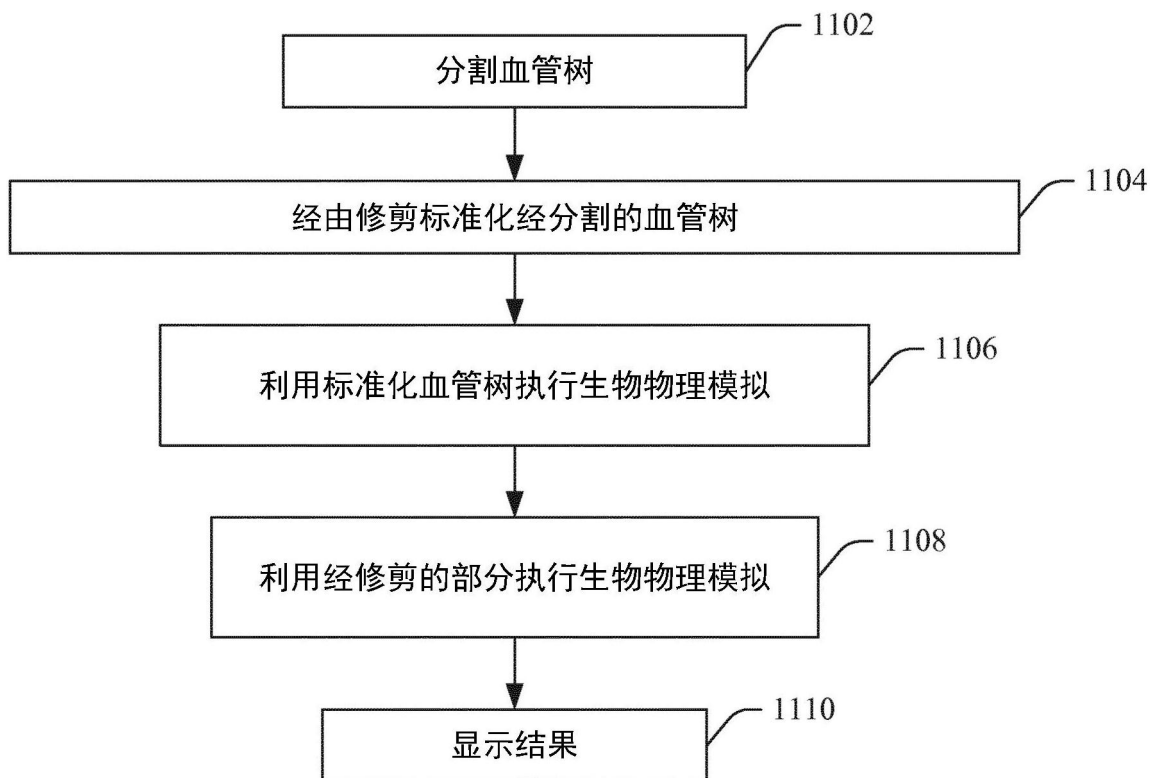 1102
分割血管树
1104
经由修剪标准化经分割的血管树
1106
利用标准化血管树执行生物物理模拟
1108
利用经修剪的部分执行生物物理模拟
1110
显示结果